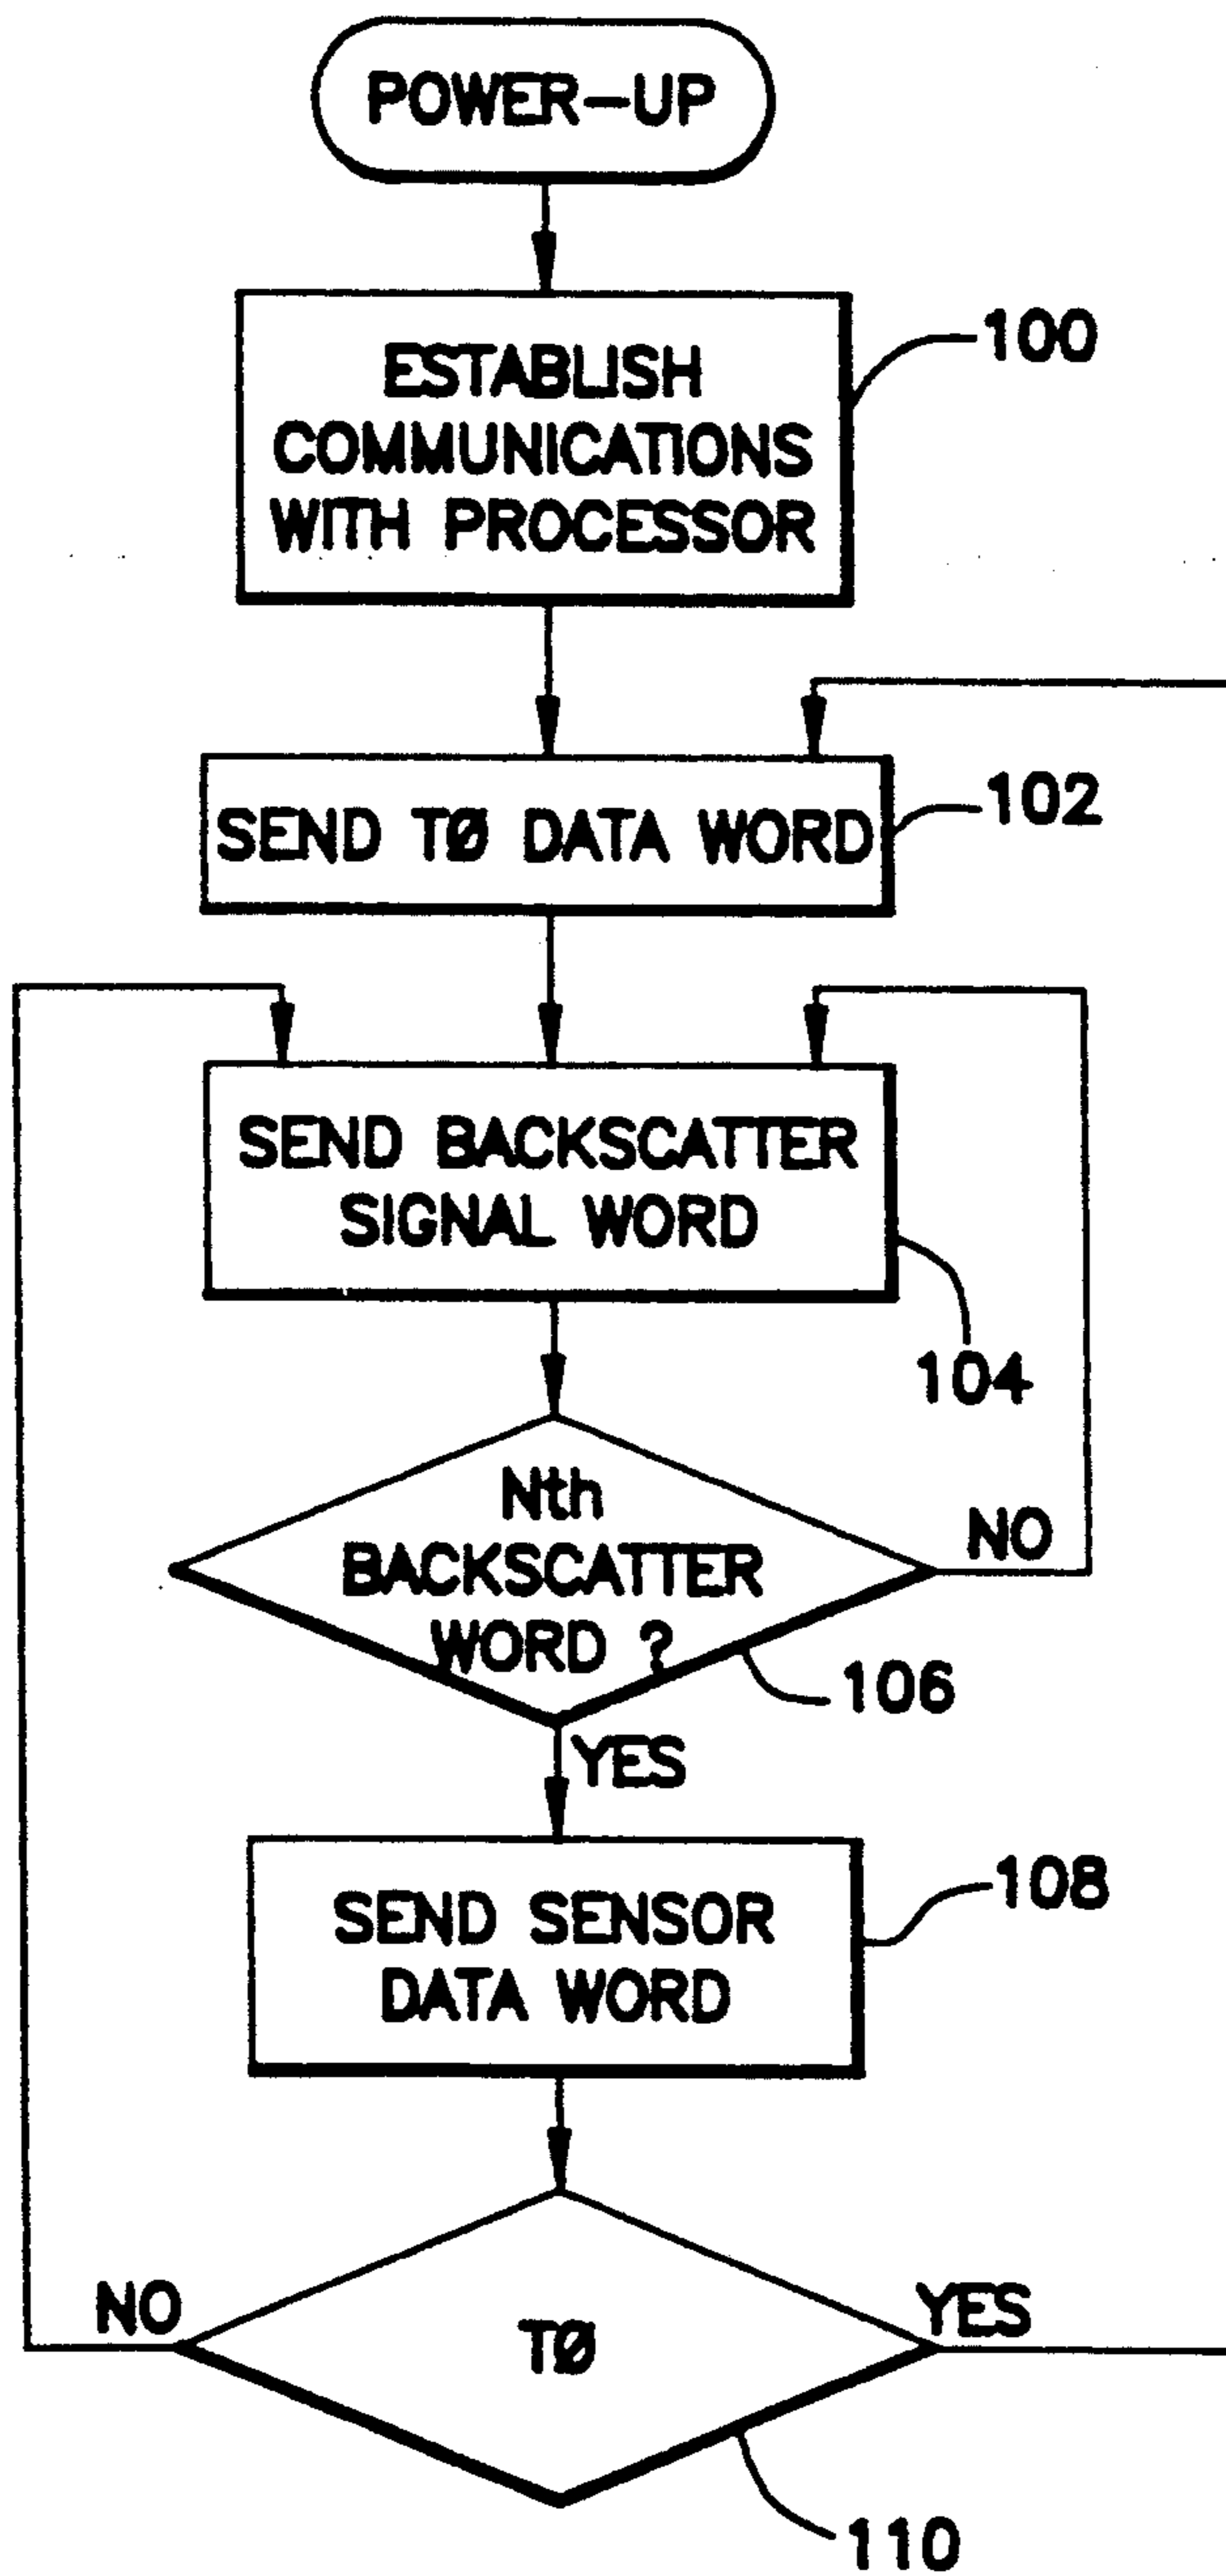 POWER-UP
ESTABLISH
COMMUNICATIONS
WITH PROCESSOR
100
SEND TØ DATA WORD
102
SEND BACKSCATTER
SIGNAL WORD
104
Nth
BACKSCATTER
WORD ?
NO
106
YES
SEND SENSOR
DATA WORD
108
NO
TØ
YES
110